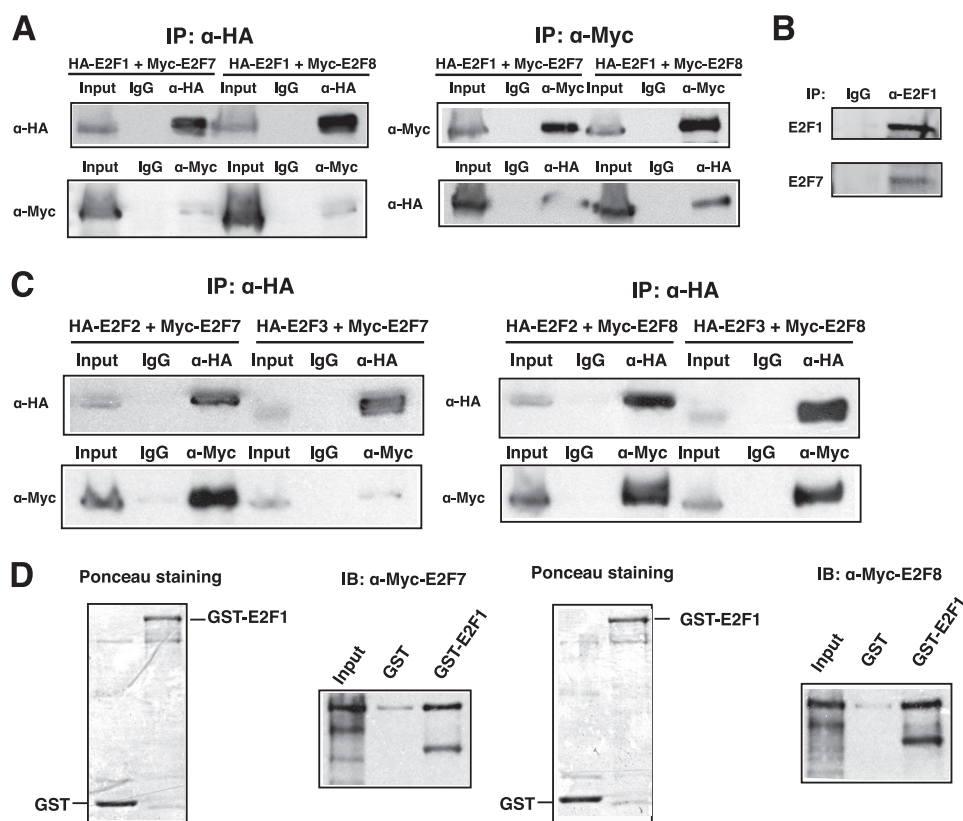 A
IP: α-HA
HA-E2F1 + Myc-E2F7 HA-E2F1 + Myc-E2F8
Input IgG α-HA Input IgG α-HA
α-HA
Input IgG α-Myc Input IgG α-Myc
α-Myc
IP: α-Myc
HA-E2F1 + Myc-E2F7 HA-E2F1 + Myc-E2F8
Input IgG α-Myc Input IgG α-Myc
α-Myc
Input IgG α-HA Input IgG α-HA
α-HA
B
IP: IgG α-E2F1
E2F1
E2F7
C
IP: α-HA
HA-E2F2 + Myc-E2F7 HA-E2F3 + Myc-E2F7
Input IgG α-HA Input IgG α-HA
α-HA
Input IgG α-Myc Input IgG α-Myc
α-Myc
IP: α-HA
HA-E2F2 + Myc-E2F8 HA-E2F3 + Myc-E2F8
Input IgG α-HA Input IgG α-HA
α-HA
Input IgG α-Myc Input IgG α-Myc
α-Myc
D
Ponceau staining
GST-E2F1
GST
IB: α-Myc-E2F7
Input GST GST-E2F1
Ponceau staining
GST-E2F1
GST
IB: α-Myc-E2F8
Input GST GST-E2F1